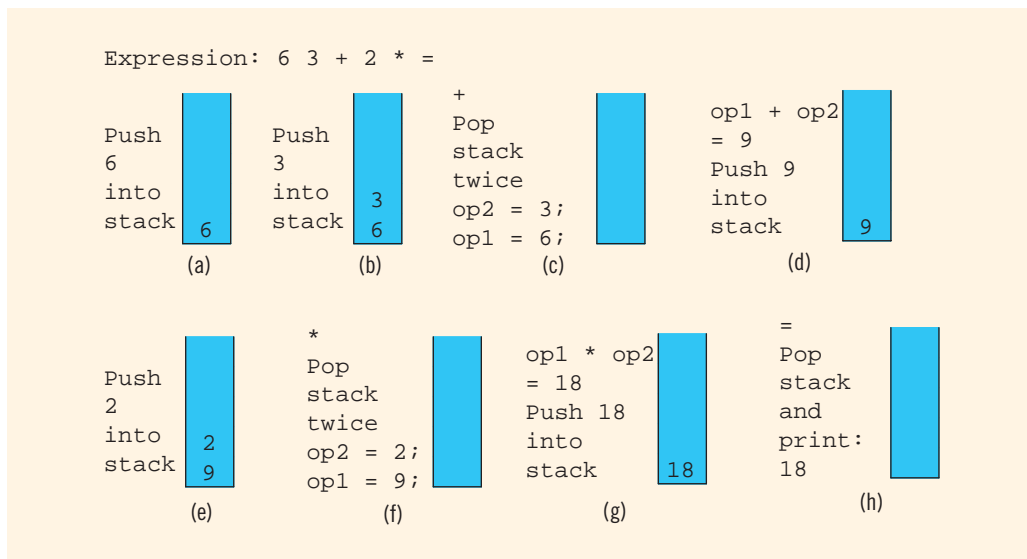 Expression: 6 3 + 2 * =
Push
6
into
stack
6
(a)
Push
3
into
stack
3
6
(b)
+
Pop
stack
twice
op2 = 3;
op1 = 6;
(c)
op1 + op2
= 9
Push 9
into
stack
9
(d)
Push
2
into
stack
2
9
(e)
*
Pop
stack
twice
op2 = 2;
op1 = 9;
(f)
op1 * op2
= 18
Push 18
into
stack
18
(g)
=
Pop
stack
and
print:
18
(h)